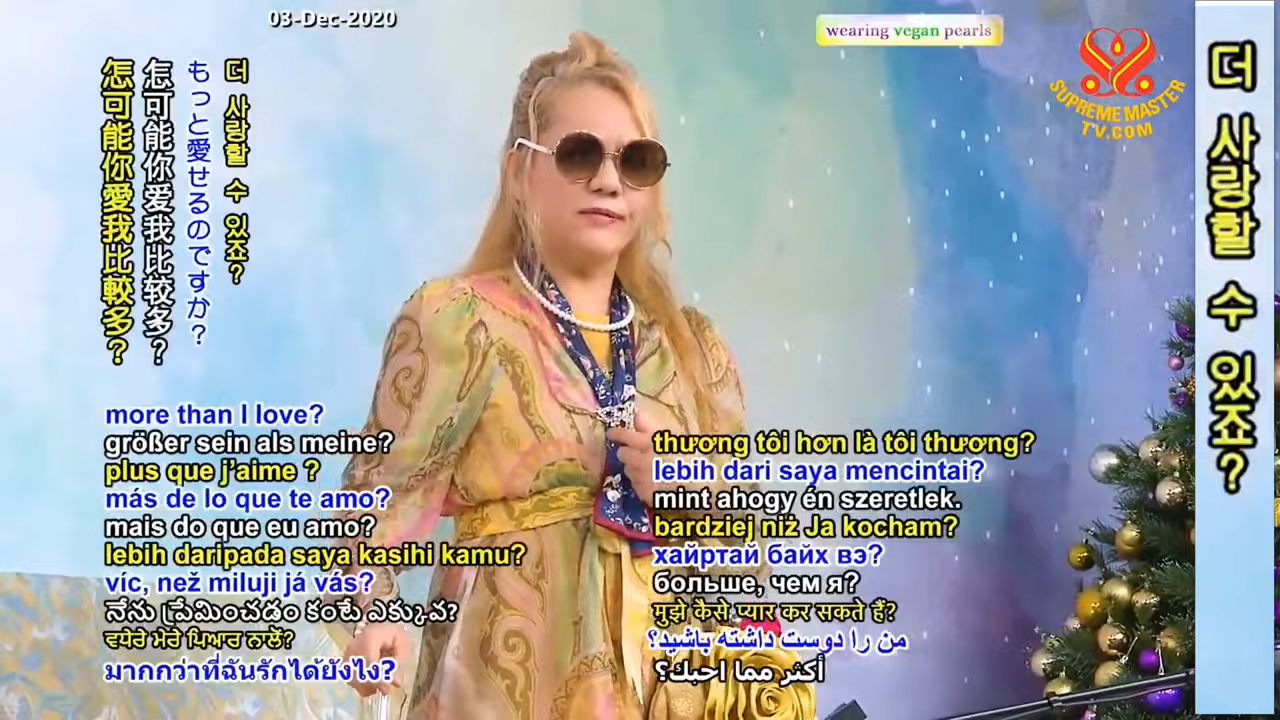 03-Dec-2020
wearing vegan pearls
SUPREME MASTER
TV.COM
더 사랑할 수 있죠?
더 사랑할 수 있죠?
もっと愛せるのですか?
怎可能你爱我比较多?
怎可能你愛我比較多?
more than I love?
größer sein als meine?
plus que j’aime ?
más de lo que te amo?
mais do que eu amo?
lebih daripada saya kasihi kamu?
víc, než miluji já vás?
నేను ప్రేమించడం కంటే ఎక్కువ?
ਵਧੇਰੇ ਮੇਰੇ ਪਿਆਰ ਨਾਲੋਂ?
มากกว่าที่ฉันรักได้ยังไง?
thương tôi hơn là tôi thương?
lebih dari saya mencintai?
mint ahogy én szeretlek.
bardziej niż Ja kocham?
хайртай байх вэ?
больше, чем я?
मुझे कैसे प्यार कर सकते हैं?
من را دوست داشته باشید؟
أكثر مما احبك؟